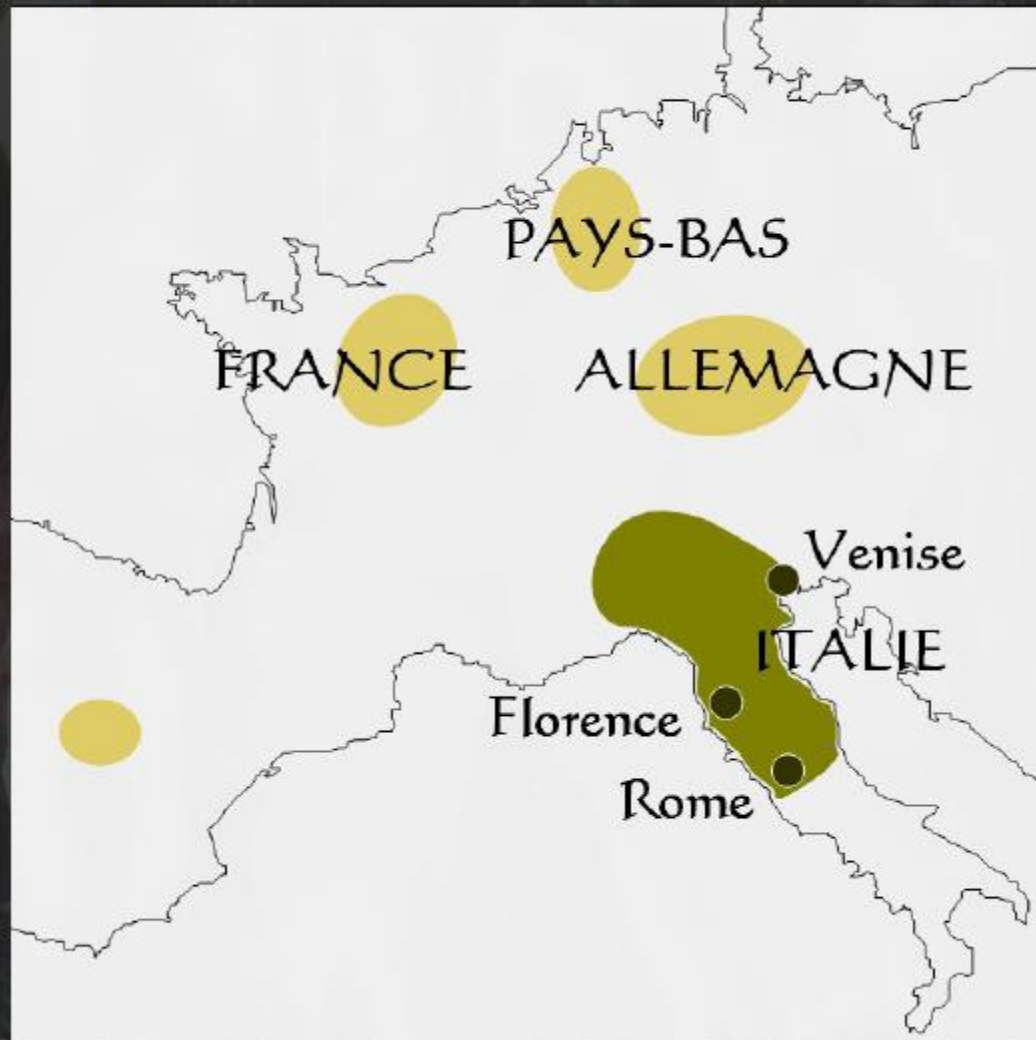 PAYS-BAS
FRANCE
ALLEMAGNE
Venise
ITALIE
Florence
Rome